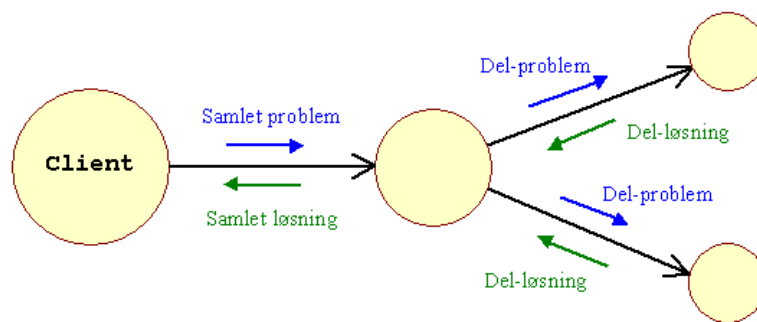 Client
Samlet problem
Samlet løsning
Del-problem
Del-løsning
Del-problem
Del-løsning